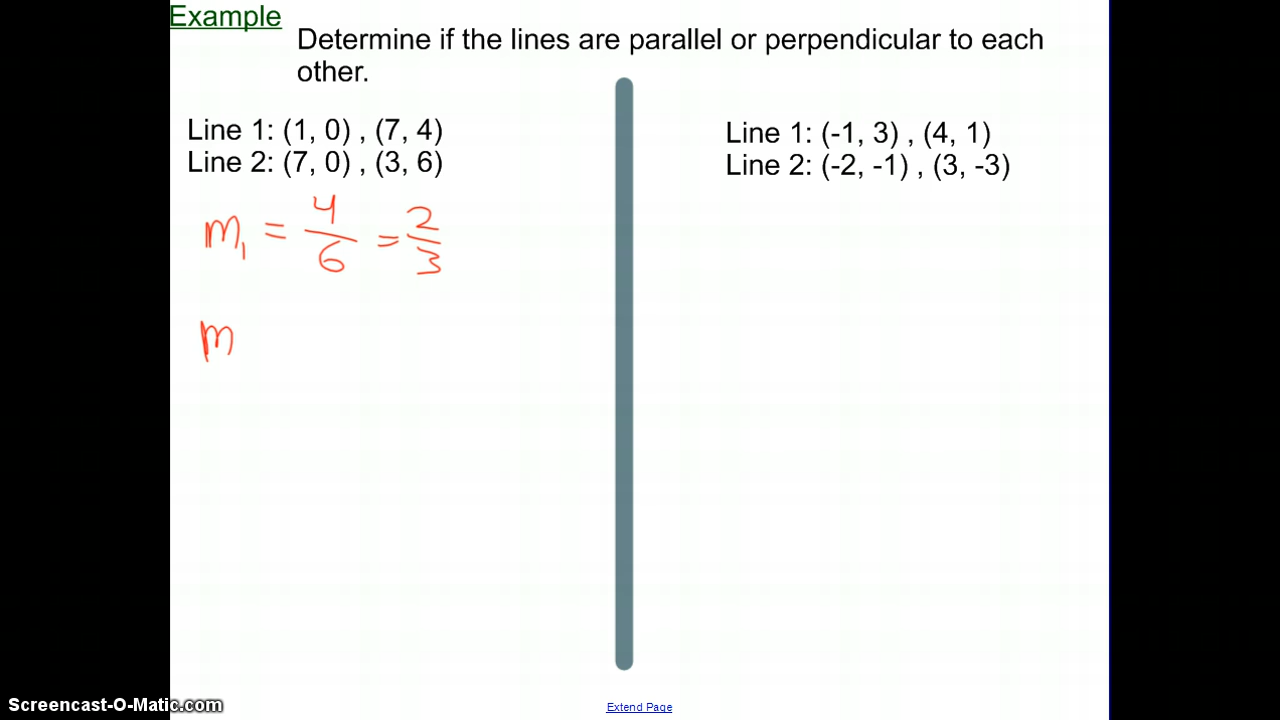 Example
Determine if the lines are parallel or perpendicular to each
other.
Line 1: (1, 0) , (7, 4)
Line 2: (7, 0) , (3, 6)
m₁ = 4/6 = 2/3
m
Line 1: (-1, 3) , (4, 1)
Line 2: (-2, -1) , (3, -3)
Screencast-O-Matic.com
Extend Page